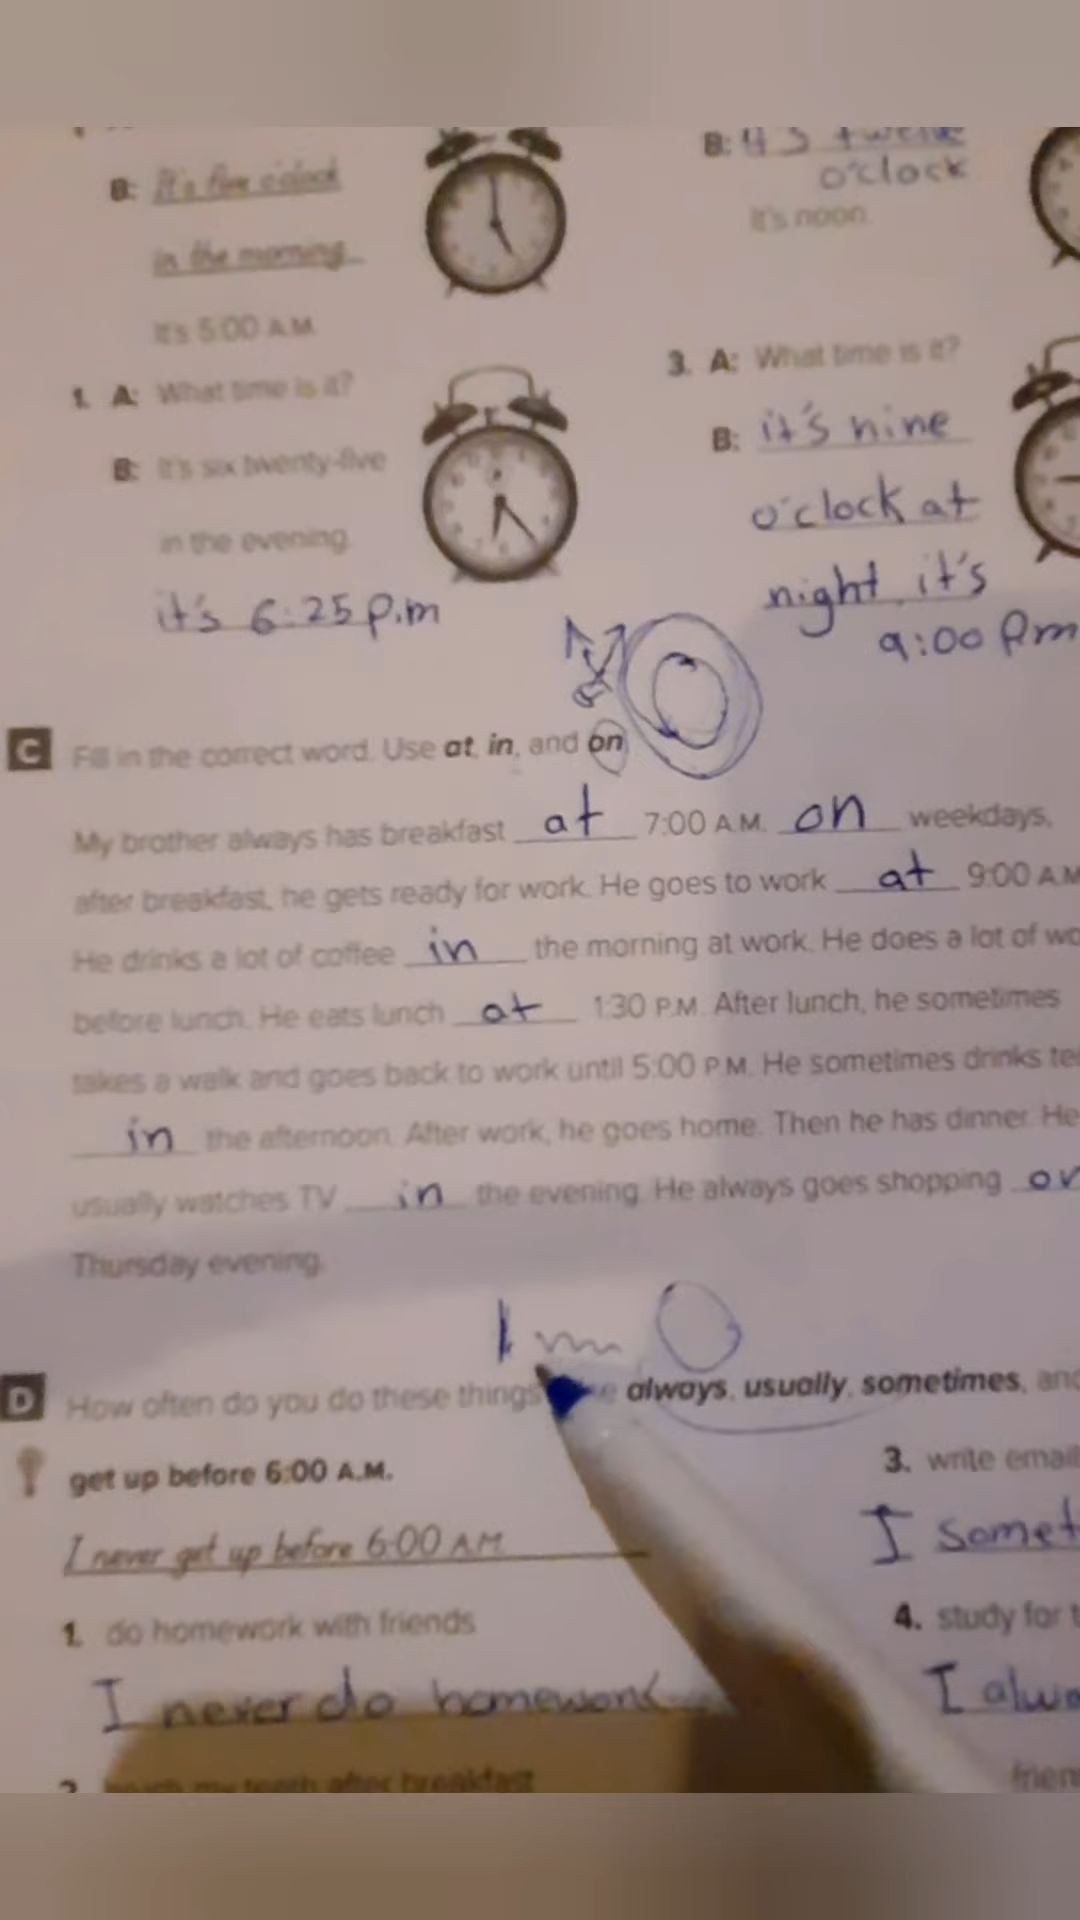 B: It's five o'clock
in the morning.
It's 5:00 A.M.
1. A: What time is it?
B: It's six twenty-five
in the evening.
it's 6:25 p.m
B: twelve
o'clock
It's noon.
3. A: What time is it?
B: it's nine
o'clock at
night. it's
9:00 pm
C Fill in the correct word. Use at, in, and on.
My brother always has breakfast at 7:00 A.M. on weekdays,
after breakfast, he gets ready for work. He goes to work at 9:00 A.M
He drinks a lot of coffee in the morning at work. He does a lot of wo
before lunch. He eats lunch at 1:30 P.M. After lunch, he sometimes
takes a walk and goes back to work until 5:00 P.M. He sometimes drinks te
in the afternoon. After work, he goes home. Then he has dinner. He
usually watches TV in the evening. He always goes shopping on
Thursday evening.
D How often do you do these things always, usually, sometimes, and
get up before 6:00 A.M.
I never get up before 6:00 A.M.
1. do homework with friends
I never do homework
2. brush my teeth after breakfast
3. write email
I somet
4. study for t
I alwa
frien